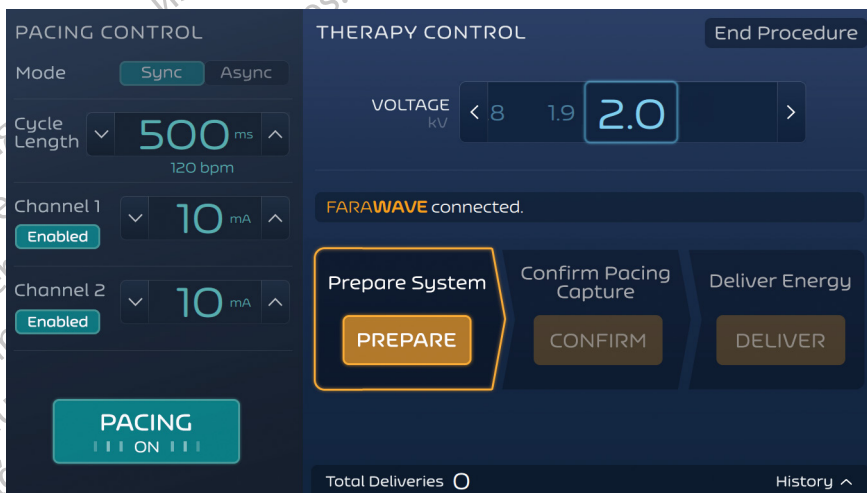 PACING CONTROL
Mode
Sync Async
Cycle
Length
500 ms
120 bpm
Channel 1
Enabled
10 mA
Channel 2
Enabled
10 mA
PACING
ON
THERAPY CONTROL
End Procedure
VOLTAGE
kV
8 1.9 2.0
FARAWAVE connected.
Prepare System
PREPARE
Confirm Pacing
Capture
CONFIRM
Deliver Energy
DELIVER
Total Deliveries 0
History